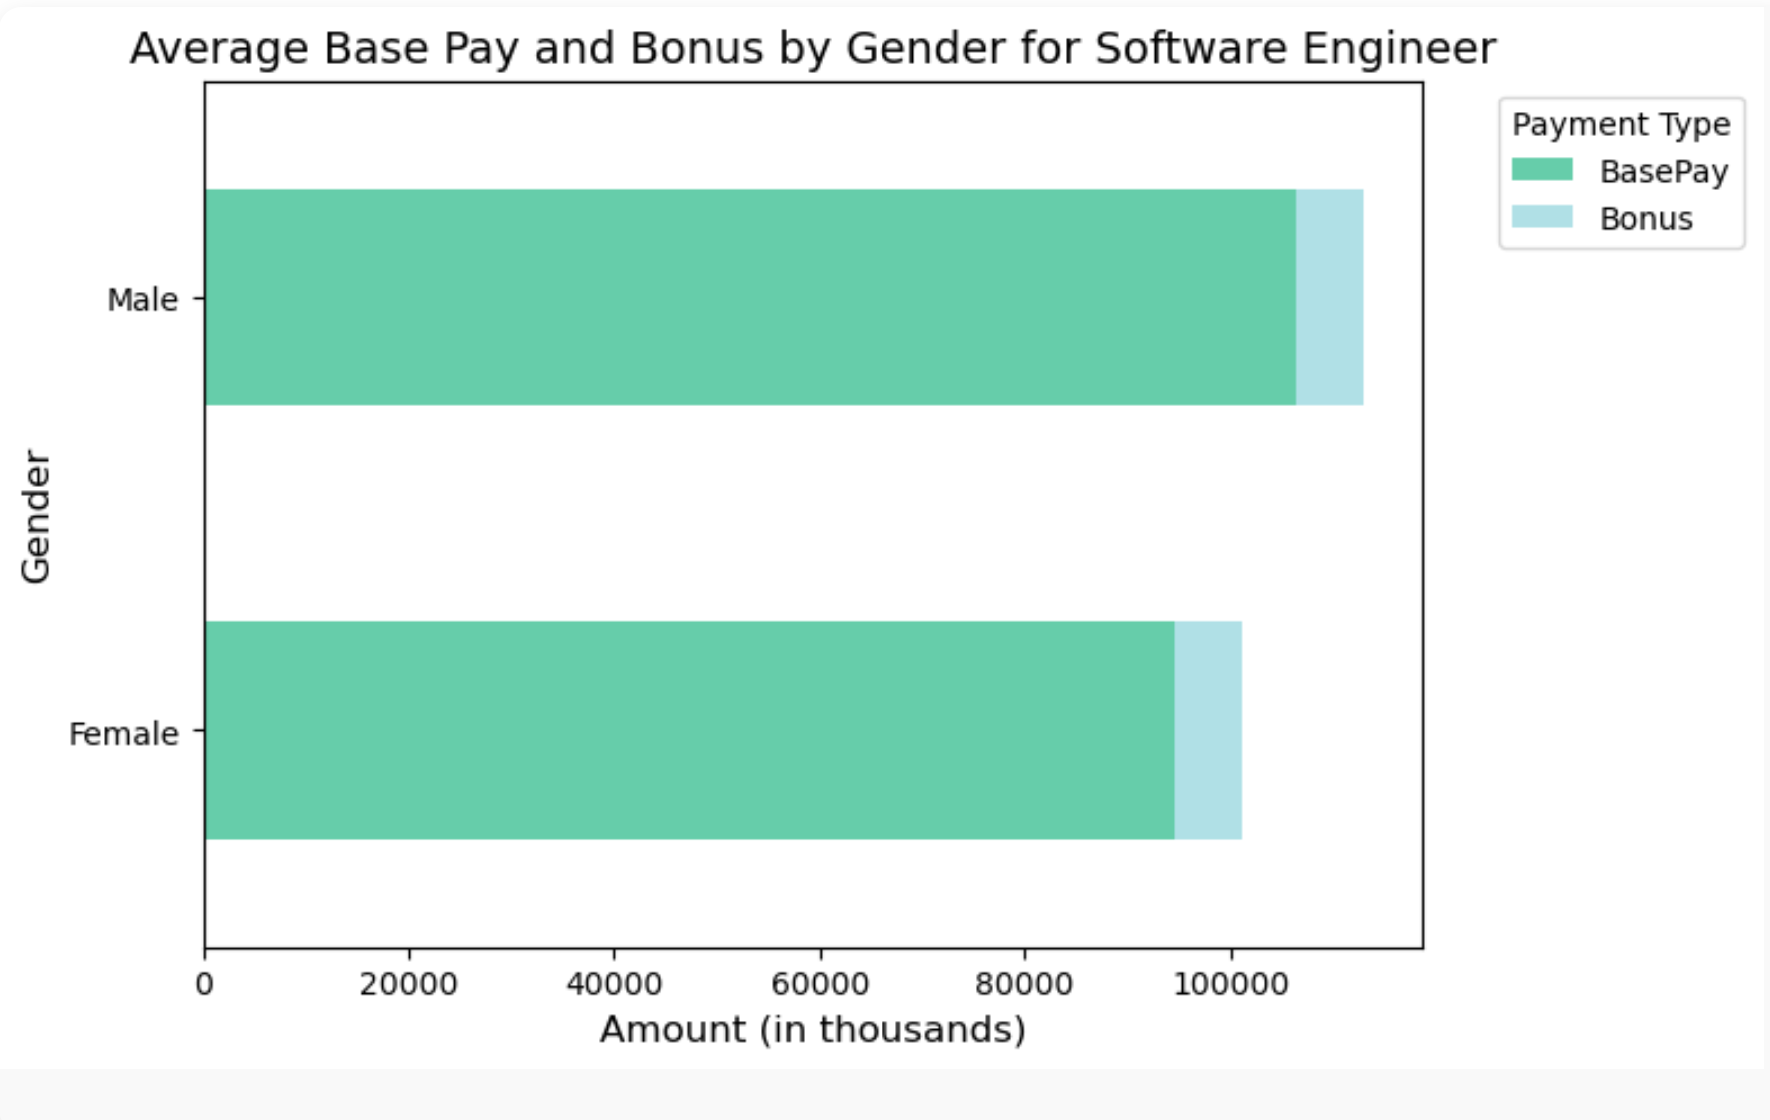 Average Base Pay and Bonus by Gender for Software Engineer
Payment Type
BasePay
Bonus
Male
Gender
Female
0 20000 40000 60000 80000 100000
Amount (in thousands)